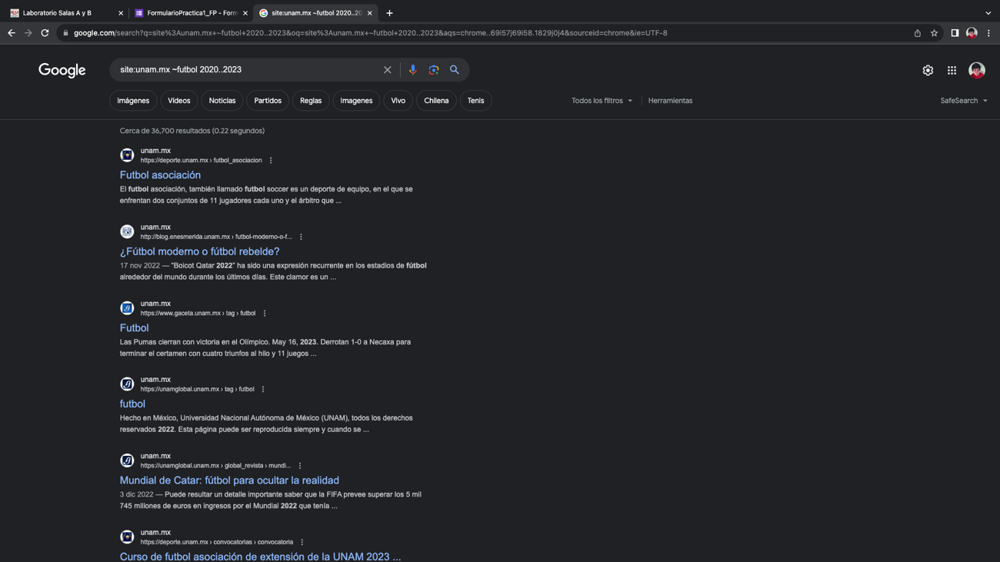 Laboratorio Salas A y B
FormularioPractica1_FP - Form
site:unam.mx ~futbol 2020..20
google.com/search?q=site%3Aunam.mx+~futbol+2020..2023&oq=site%3Aunam.mx+~futbol+2020..2023&aqs=chrome..69i57j69i58.1829j0j4&sourceid=chrome&ie=UTF-8
Google
site:unam.mx ~futbol 2020..2023
Imágenes
Videos
Noticias
Partidos
Reglas
Imagenes
Vivo
Chilena
Tenis
Todos los filtros
Herramientas
SafeSearch
Cerca de 36,700 resultados (0.22 segundos)
unam.mx
https://deporte.unam.mx › futbol_asociacion
Futbol asociación
El futbol asociación, también llamado futbol soccer es un deporte de equipo, en el que se
enfrentan dos conjuntos de 11 jugadores cada uno y el árbitro que ...
unam.mx
http://blog.enesmerida.unam.mx › futbol-moderno-o-f...
¿Fútbol moderno o fútbol rebelde?
17 nov 2022 — "Boicot Qatar 2022" ha sido una expresión recurrente en los estadios de fútbol
alrededor del mundo durante los últimos días. Este clamor es un ...
unam.mx
https://www.gaceta.unam.mx › tag › futbol
Futbol
Las Pumas cierran con victoria en el Olímpico. May 16, 2023. Derrotan 1-0 a Necaxa para
terminar el certamen con cuatro triunfos al hilo y 11 juegos ...
unam.mx
https://unamglobal.unam.mx › tag › futbol
futbol
Hecho en México, Universidad Nacional Autónoma de México (UNAM), todos los derechos
reservados 2022. Esta página puede ser reproducida siempre y cuando se ...
unam.mx
https://unamglobal.unam.mx › global_revista › mundi...
Mundial de Catar: fútbol para ocultar la realidad
3 dic 2022 — Puede resultar un detalle importante saber que la FIFA prevee superar los 5 mil
745 millones de euros en ingresos por el Mundial 2022 que tenía ...
unam.mx
https://deporte.unam.mx › convocatorias › convocatoria
Curso de futbol asociación de extensión de la UNAM 2023 ...